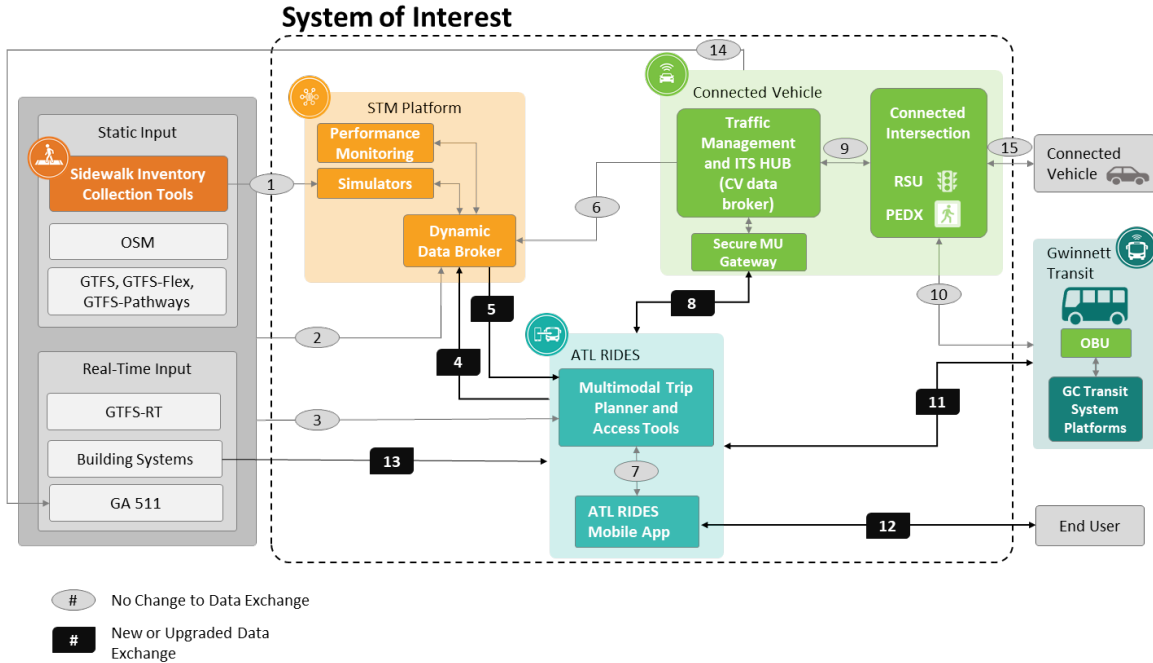 System of Interest
14
STM Platform
Performance
Monitoring
Simulators
Dynamic
Data Broker
Connected Vehicle
Traffic
Management
and ITS HUB
(CV data
broker)
Secure MU
Gateway
9
Connected
Intersection
RSU
PEDX
15
Connected
Vehicle
Static Input
Sidewalk Inventory
Collection Tools
OSM
GTFS, GTFS-Flex,
GTFS-Pathways
1
6
2
5
4
8
10
Gwinnett
Transit
OBU
GC Transit
System
Platforms
Real-Time Input
GTFS-RT
Building Systems
GA 511
3
13
ATL RIDES
Multimodal Trip
Planner and
Access Tools
7
ATL RIDES
Mobile App
11
12
End User
# No Change to Data Exchange
# New or Upgraded Data
Exchange